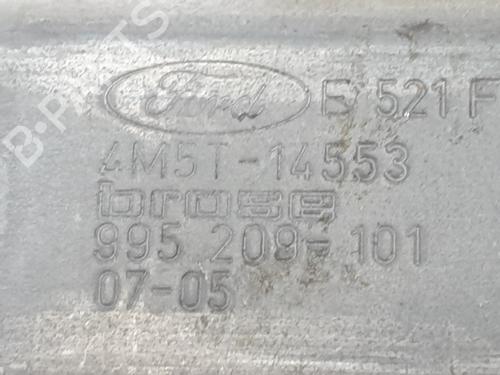 Ford E 521 F
4M5T-14553
brose
995 209-101
07-05
B-PARTS